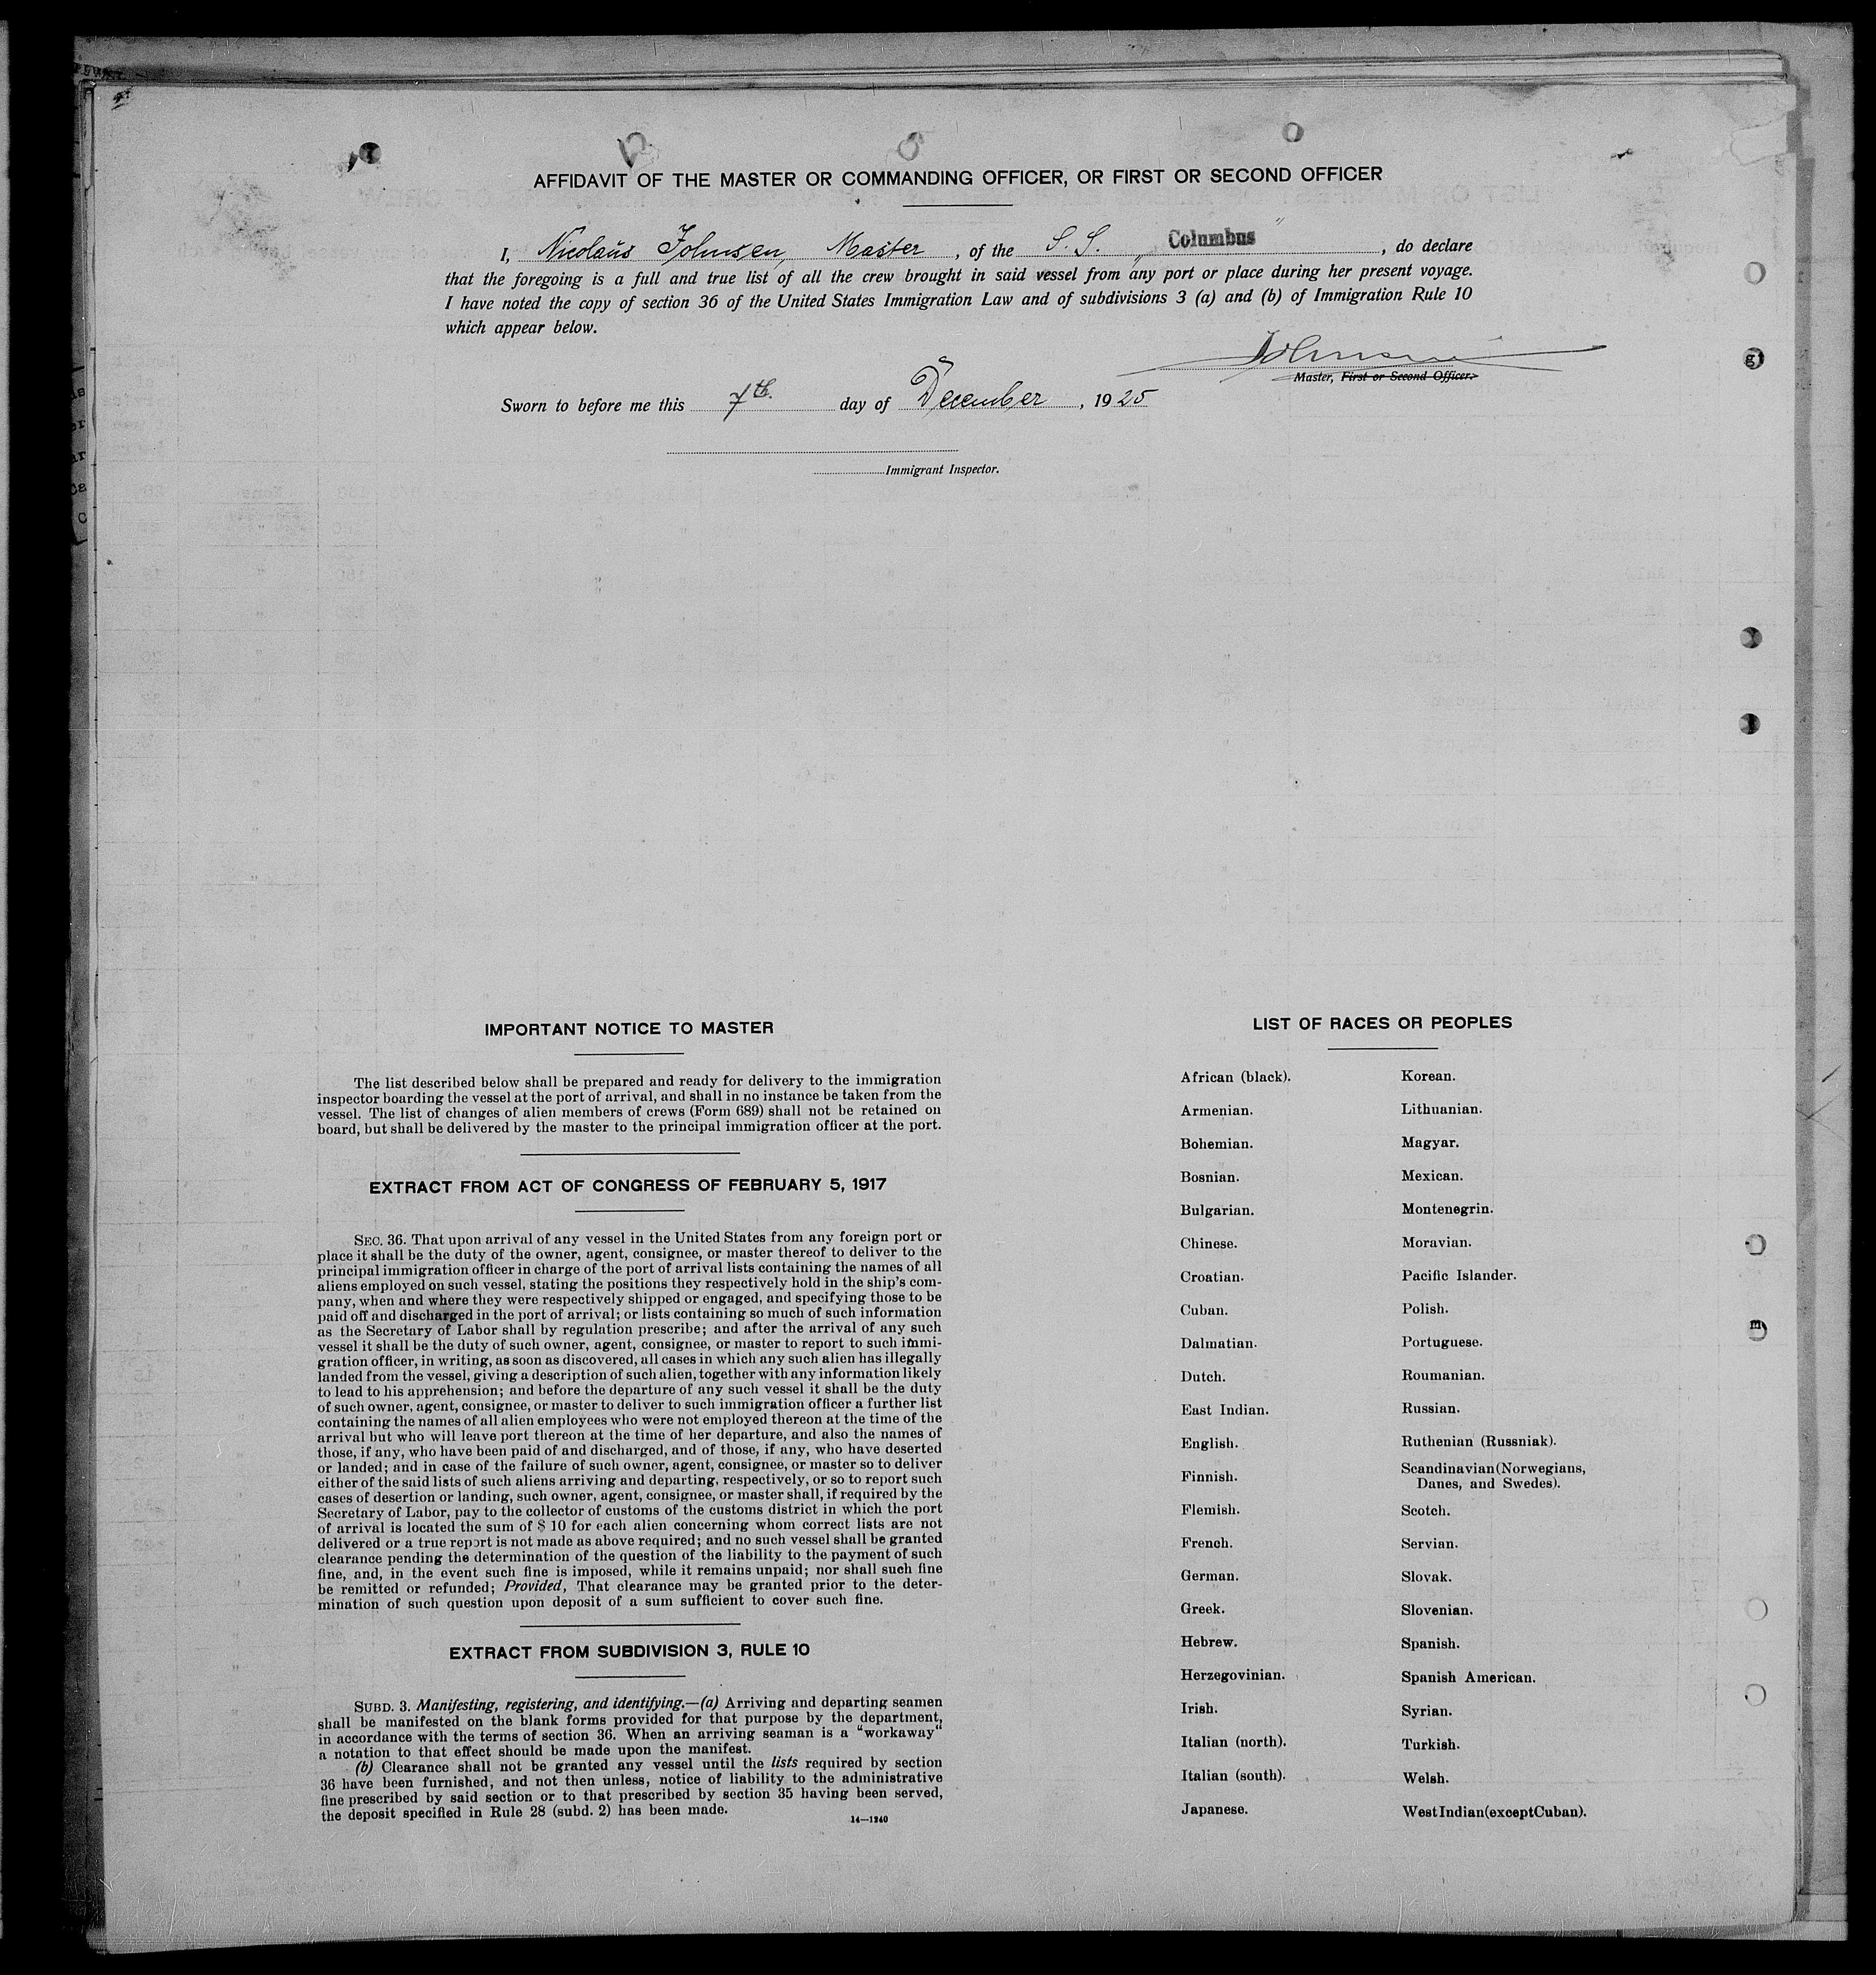 AFFIDAVIT OF THE MASTER OR COMMANDING OFFICER, OR FIRST OR SECOND OFFICER
I, Nicolaus Johnsen, Master, of the S. S. „Columbus“, do declare
that the foregoing is a full and true list of all the crew brought in said vessel from any port or place during her present voyage.
I have noted the copy of section 36 of the United States Immigration Law and of subdivisions 3 (a) and (b) of Immigration Rule 10
which appear below.
Johnsen
Master, First or Second Officer.
Sworn to before me this 7th. day of December, 1925
Immigrant Inspector.
IMPORTANT NOTICE TO MASTER
The list described below shall be prepared and ready for delivery to the immigration
inspector boarding the vessel at the port of arrival, and shall in no instance be taken from the
vessel. The list of changes of alien members of crews (Form 689) shall not be retained on
board, but shall be delivered by the master to the principal immigration officer at the port.
EXTRACT FROM ACT OF CONGRESS OF FEBRUARY 5, 1917
SEC. 36. That upon arrival of any vessel in the United States from any foreign port or
place it shall be the duty of the owner, agent, consignee, or master thereof to deliver to the
principal immigration officer in charge of the port of arrival lists containing the names of all
aliens employed on such vessel, stating the positions they respectively hold in the ship's com-
pany, when and where they were respectively shipped or engaged, and specifying those to be
paid off and discharged in the port of arrival; or lists containing so much of such information
as the Secretary of Labor shall by regulation prescribe; and after the arrival of any such
vessel it shall be the duty of such owner, agent, consignee, or master to report to such immi-
gration officer, in writing, as soon as discovered, all cases in which any such alien has illegally
landed from the vessel, giving a description of such alien, together with any information likely
to lead to his apprehension; and before the departure of any such vessel it shall be the duty
of such owner, agent, consignee, or master to deliver to such immigration officer a further list
containing the names of all alien employees who were not employed thereon at the time of the
arrival but who will leave port thereon at the time of her departure, and also the names of
those, if any, who have been paid of and discharged, and of those, if any, who have deserted
or landed; and in case of the failure of such owner, agent, consignee, or master so to deliver
either of the said lists of such aliens arriving and departing, respectively, or so to report such
cases of desertion or landing, such owner, agent, consignee, or master shall, if required by the
Secretary of Labor, pay to the collector of customs of the customs district in which the port
of arrival is located the sum of $ 10 for each alien concerning whom correct lists are not
delivered or a true report is not made as above required; and no such vessel shall be granted
clearance pending the determination of the question of the liability to the payment of such
fine, and, in the event such fine is imposed, while it remains unpaid; nor shall such fine
be remitted or refunded; Provided, That clearance may be granted prior to the deter-
mination of such question upon deposit of a sum sufficient to cover such fine.
EXTRACT FROM SUBDIVISION 3, RULE 10
SUBD. 3. Manifesting, registering, and identifying.—(a) Arriving and departing seamen
shall be manifested on the blank forms provided for that purpose by the department,
in accordance with the terms of section 36. When an arriving seaman is a “workaway“
a notation to that effect should be made upon the manifest.
(b) Clearance shall not be granted any vessel until the lists required by section
36 have been furnished, and not then unless, notice of liability to the administrative
fine prescribed by said section or to that prescribed by section 35 having been served,
the deposit specified in Rule 28 (subd. 2) has been made.
14—1240
LIST OF RACES OR PEOPLES
African (black).
Armenian.
Bohemian.
Bosnian.
Bulgarian.
Chinese.
Croatian.
Cuban.
Dalmatian.
Dutch.
East Indian.
English.
Finnish.
Flemish.
French.
German.
Greek.
Hebrew.
Herzegovinian.
Irish.
Italian (north).
Italian (south).
Japanese.
Korean.
Lithuanian.
Magyar.
Mexican.
Montenegrin.
Moravian.
Pacific Islander.
Polish.
Portuguese.
Roumanian.
Russian.
Ruthenian (Russniak).
Scandinavian (Norwegians,
Danes, and Swedes).
Scotch.
Servian.
Slovak.
Slovenian.
Spanish.
Spanish American.
Syrian.
Turkish.
Welsh.
West Indian (except Cuban).